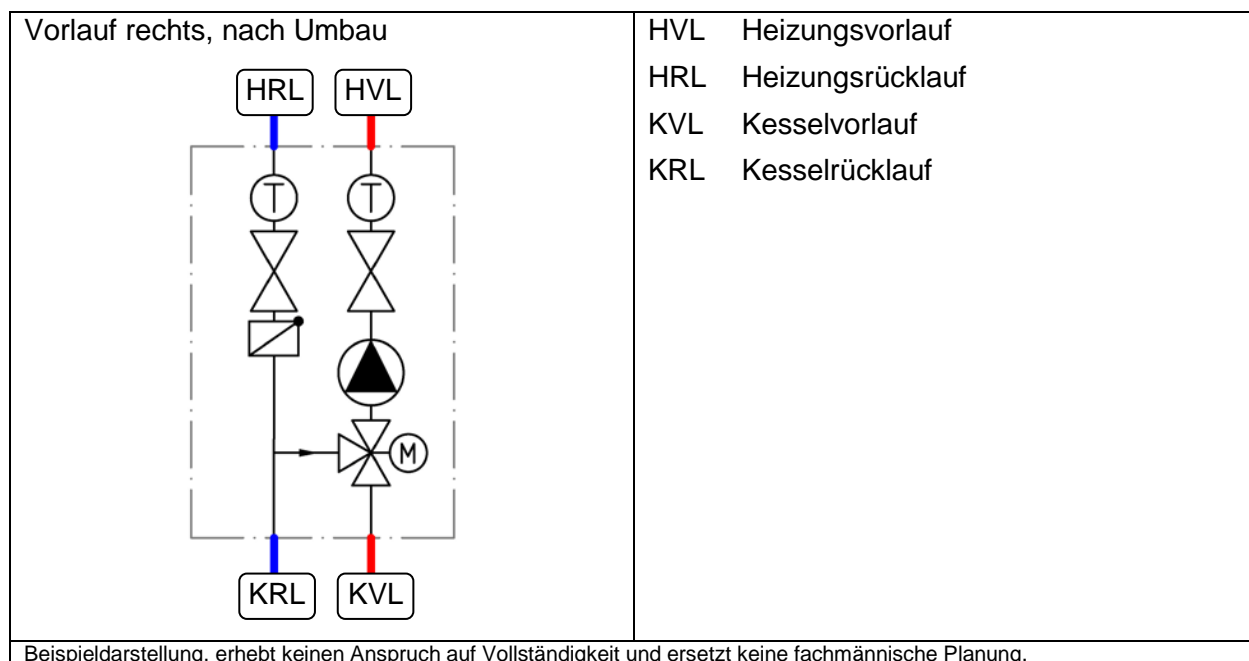 Vorlauf rechts, nach Umbau
HRL HVL
T T
M
KRL KVL
HVL Heizungsvorlauf
HRL Heizungsrücklauf
KVL Kesselvorlauf
KRL Kesselrücklauf
Beispieldarstellung, erhebt keinen Anspruch auf Vollständigkeit und ersetzt keine fachmännische Planung.